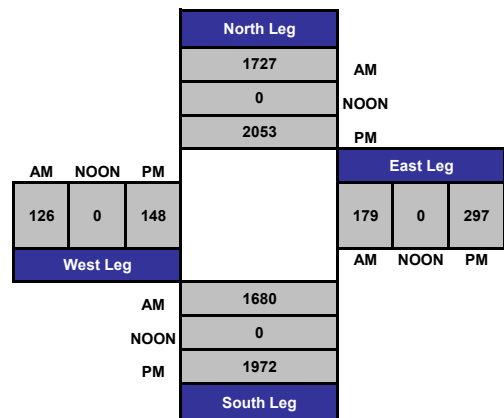 North Leg
1727 AM
0 NOON
2053 PM
AM NOON PM
East Leg
126 0 148
179 0 297
West Leg
AM NOON PM
AM 1680
NOON 0
PM 1972
South Leg